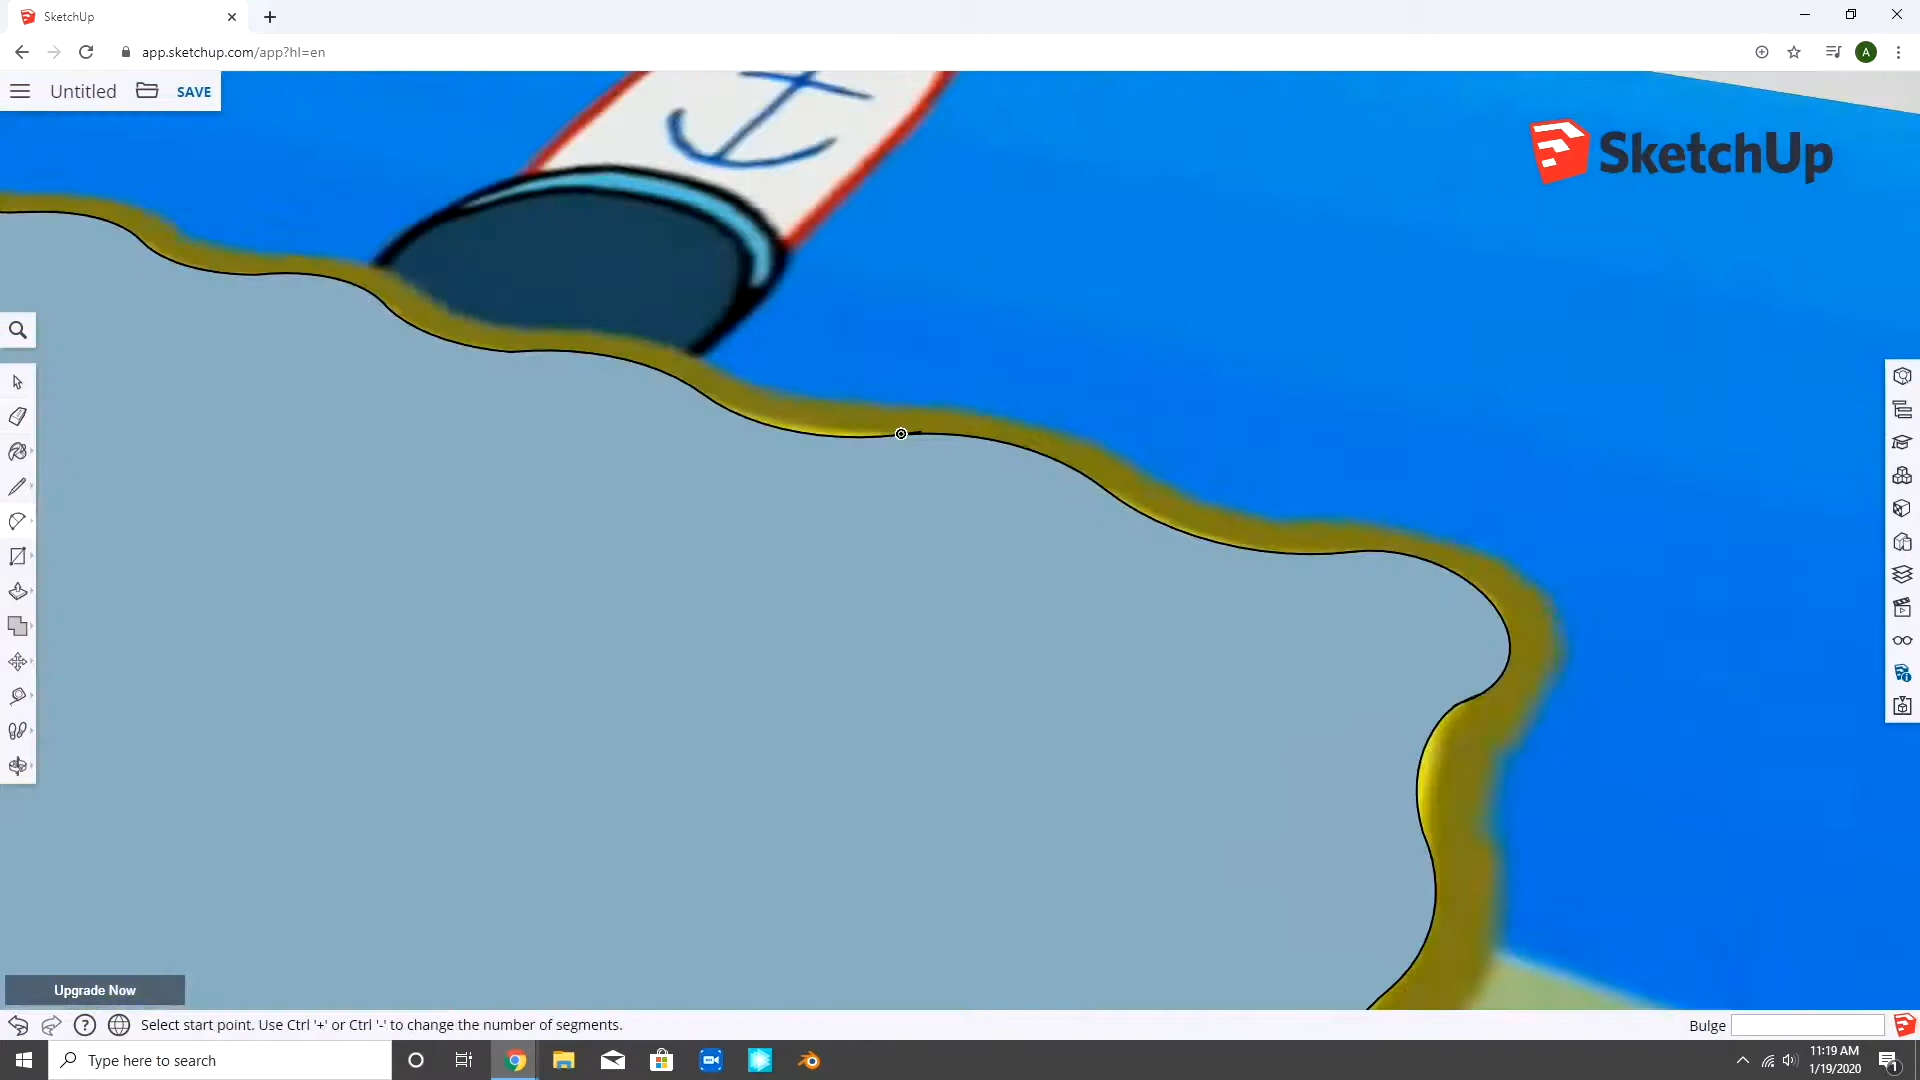 SketchUp
app.sketchup.com/app?hl=en
A
Untitled
SAVE
SketchUp
Upgrade Now
Select start point. Use Ctrl '+' or Ctrl '-' to change the number of segments.
Bulge
Type here to search
11:19 AM
1/19/2020
1